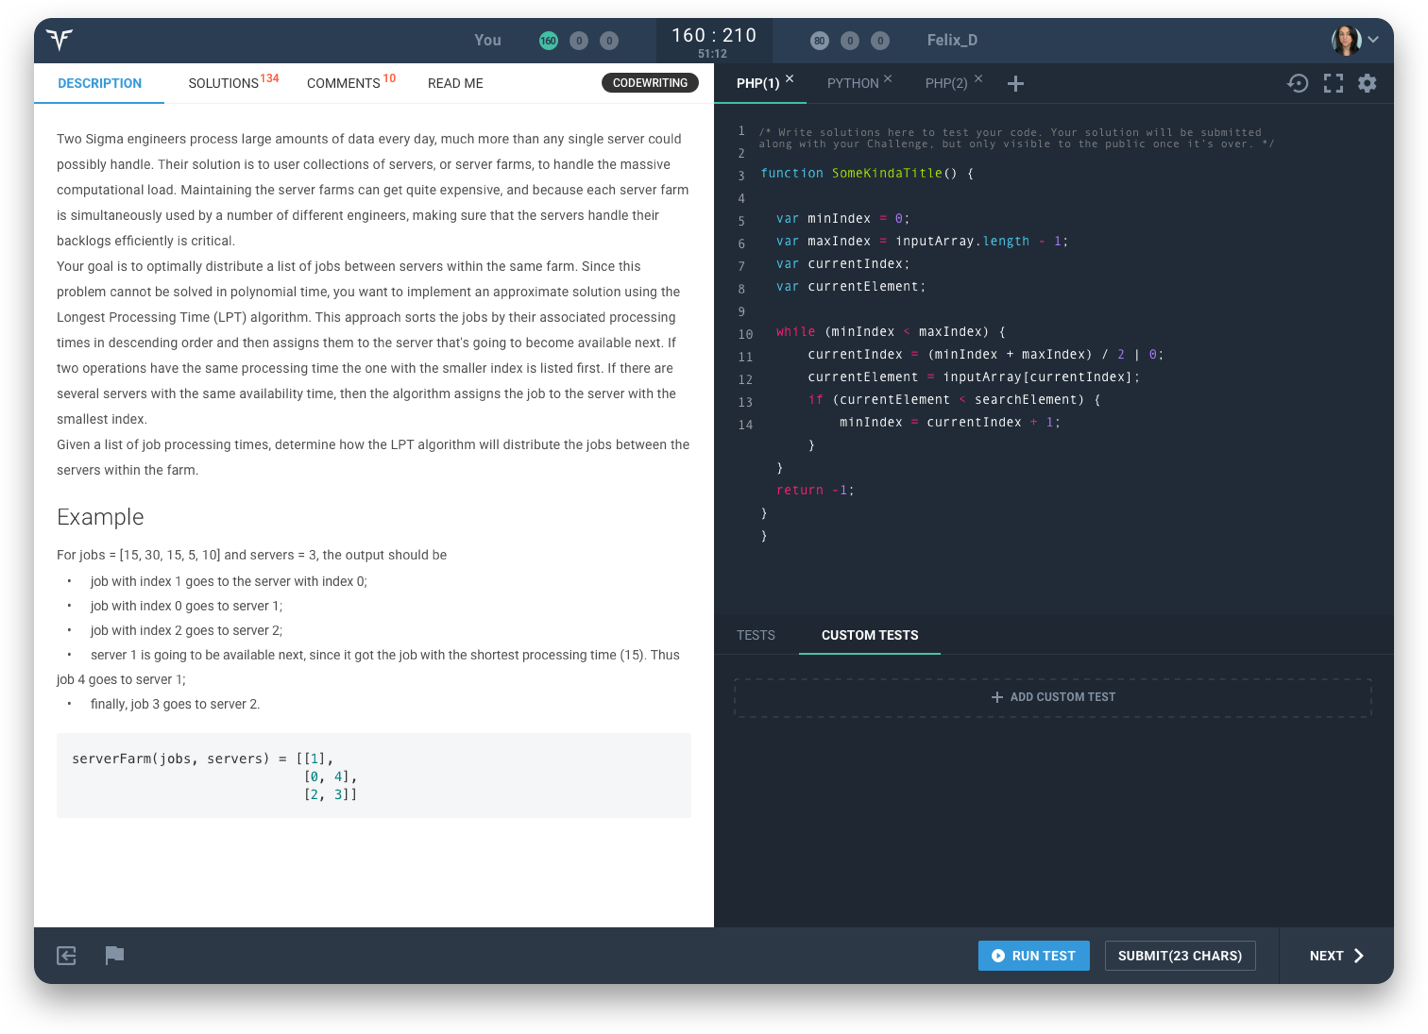 You 160 0 0 160 : 210 80 0 0 Felix_D
51:12
DESCRIPTION SOLUTIONS 134 COMMENTS 10 READ ME CODEWRITING
Two Sigma engineers process large amounts of data every day, much more than any single server could
possibly handle. Their solution is to user collections of servers, or server farms, to handle the massive
computational load. Maintaining the server farms can get quite expensive, and because each server farm
is simultaneously used by a number of different engineers, making sure that the servers handle their
backlogs efficiently is critical.
Your goal is to optimally distribute a list of jobs between servers within the same farm. Since this
problem cannot be solved in polynomial time, you want to implement an approximate solution using the
Longest Processing Time (LPT) algorithm. This approach sorts the jobs by their associated processing
times in descending order and then assigns them to the server that's going to become available next. If
two operations have the same processing time the one with the smaller index is listed first. If there are
several servers with the same availability time, then the algorithm assigns the job to the server with the
smallest index.
Given a list of job processing times, determine how the LPT algorithm will distribute the jobs between the
servers within the farm.
Example
For jobs = [15, 30, 15, 5, 10] and servers = 3, the output should be
• job with index 1 goes to the server with index 0;
• job with index 0 goes to server 1;
• job with index 2 goes to server 2;
• server 1 is going to be available next, since it got the job with the shortest processing time (15). Thus
job 4 goes to server 1;
• finally, job 3 goes to server 2.
serverFarm(jobs, servers) = [[1],
[0, 4],
[2, 3]]
PHP(1) × PYTHON × PHP(2) × +
1
2
3
4
5
6
7
8
9
10
11
12
13
14
/* Write solutions here to test your code. Your solution will be submitted
along with your Challenge, but only visible to the public once it's over. */
function SomeKindaTitle() {
var minIndex = 0;
var maxIndex = inputArray.length - 1;
var currentIndex;
var currentElement;
while (minIndex < maxIndex) {
currentIndex = (minIndex + maxIndex) / 2 | 0;
currentElement = inputArray[currentIndex];
if (currentElement < searchElement) {
minIndex = currentIndex + 1;
}
}
return -1;
}
}
TESTS CUSTOM TESTS
+ ADD CUSTOM TEST
RUN TEST SUBMIT(23 CHARS) NEXT